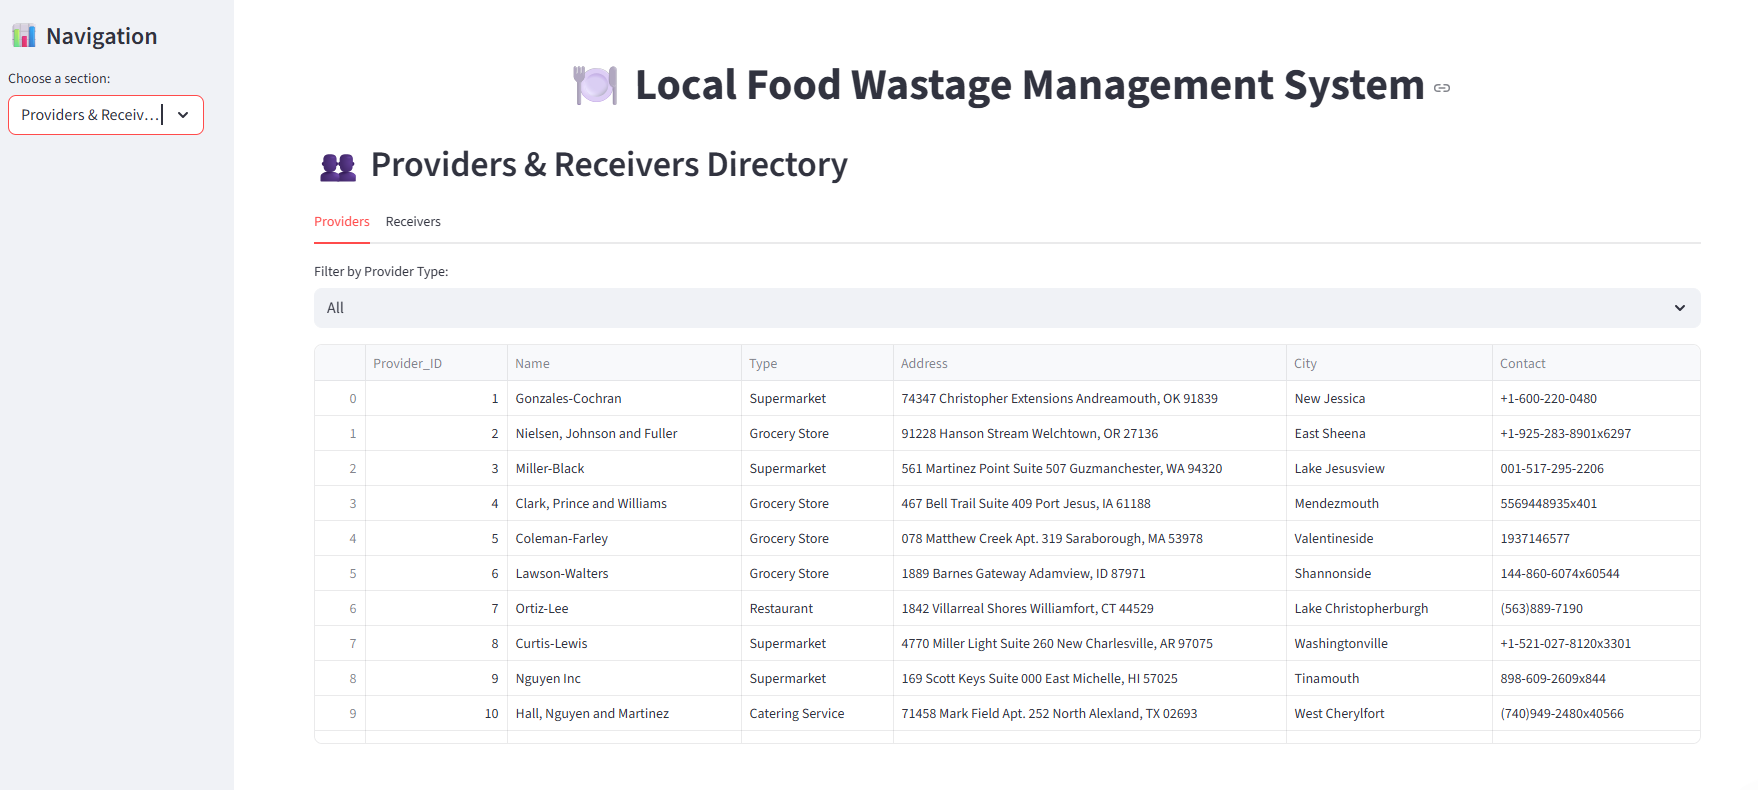 Navigation
Choose a section:
Providers & Receiv...
Local Food Wastage Management System
Providers & Receivers Directory
Providers Receivers
Filter by Provider Type:
All
Provider_ID Name Type Address City Contact
0 1 Gonzales-Cochran Supermarket 74347 Christopher Extensions Andreamouth, OK 91839 New Jessica +1-600-220-0480
1 2 Nielsen, Johnson and Fuller Grocery Store 91228 Hanson Stream Welchtown, OR 27136 East Sheena +1-925-283-8901x6297
2 3 Miller-Black Supermarket 561 Martinez Point Suite 507 Guzmanchester, WA 94320 Lake Jesusview 001-517-295-2206
3 4 Clark, Prince and Williams Grocery Store 467 Bell Trail Suite 409 Port Jesus, IA 61188 Mendezmouth 5569448935x401
4 5 Coleman-Farley Grocery Store 078 Matthew Creek Apt. 319 Saraborough, MA 53978 Valentineside 1937146577
5 6 Lawson-Walters Grocery Store 1889 Barnes Gateway Adamview, ID 87971 Shannonside 144-860-6074x60544
6 7 Ortiz-Lee Restaurant 1842 Villarreal Shores Williamfort, CT 44529 Lake Christopherburgh (563)889-7190
7 8 Curtis-Lewis Supermarket 4770 Miller Light Suite 260 New Charlesville, AR 97075 Washingtonville +1-521-027-8120x3301
8 9 Nguyen Inc Supermarket 169 Scott Keys Suite 000 East Michelle, HI 57025 Tinamouth 898-609-2609x844
9 10 Hall, Nguyen and Martinez Catering Service 71458 Mark Field Apt. 252 North Alexland, TX 02693 West Cherylfort (740)949-2480x40566